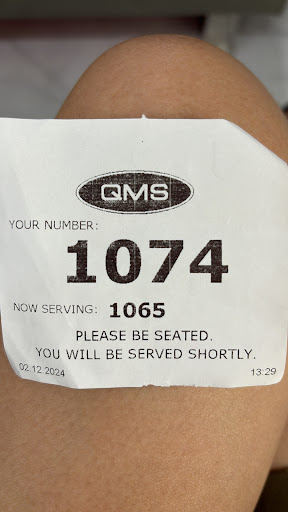 QMS
YOUR NUMBER:
1074
NOW SERVING: 1065
PLEASE BE SEATED.
YOU WILL BE SERVED SHORTLY.
02.12.2024 13:29